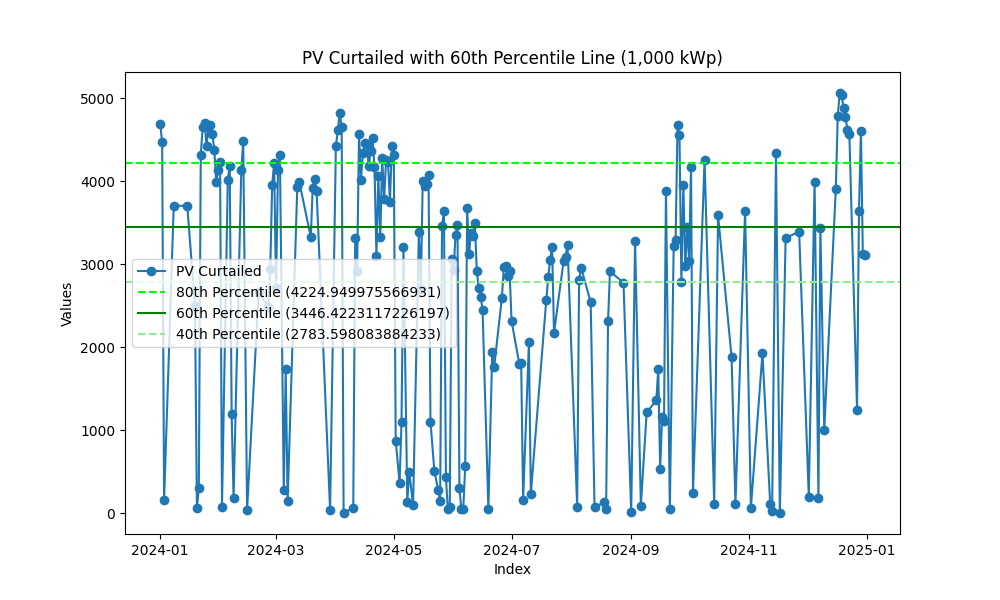 PV Curtailed with 60th Percentile Line (1,000 kWp)
5000
4000
3000
2000
1000
0
Values
PV Curtailed
80th Percentile (4224.949975566931)
60th Percentile (3446.4223117226197)
40th Percentile (2783.598083884233)
2024-01 2024-03 2024-05 2024-07 2024-09 2024-11 2025-01
Index